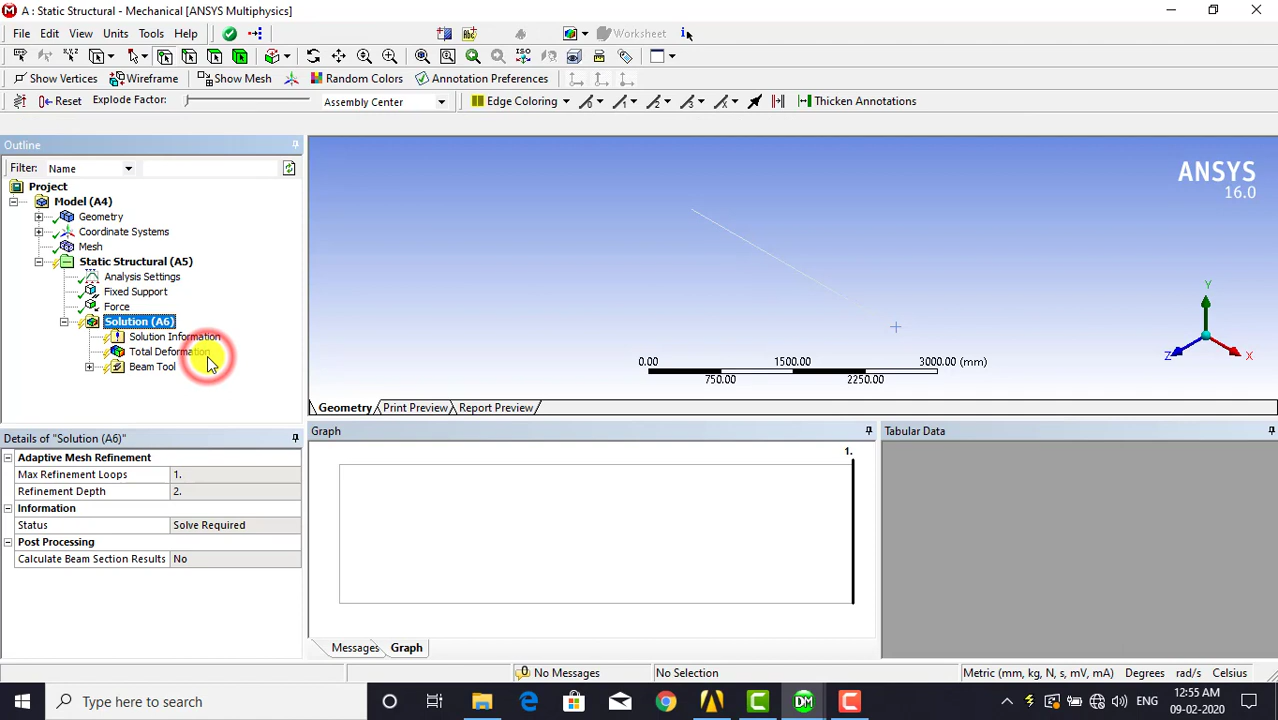 A : Static Structural - Mechanical [ANSYS Multiphysics]
File Edit View Units Tools Help Worksheet
Show Vertices Wireframe Show Mesh Random Colors Annotation Preferences
Reset Explode Factor: Assembly Center Edge Coloring Thicken Annotations
Outline
Filter: Name
Project
Model (A4)
Geometry
Coordinate Systems
Mesh
Static Structural (A5)
Analysis Settings
Fixed Support
Force
Solution (A6)
Solution Information
Total Deformation
Beam Tool
ANSYS
16.0
Y
Z X
0.00 1500.00 3000.00 (mm)
750.00 2250.00
Geometry Print Preview Report Preview
Details of "Solution (A6)"
Adaptive Mesh Refinement
Max Refinement Loops 1.
Refinement Depth 2.
Information
Status Solve Required
Post Processing
Calculate Beam Section Results No
Graph
1.
Messages Graph
Tabular Data
0 No Messages No Selection Metric (mm, kg, N, s, mV, mA) Degrees rad/s Celsius
Type here to search
ENG
12:55 AM
09-02-2020